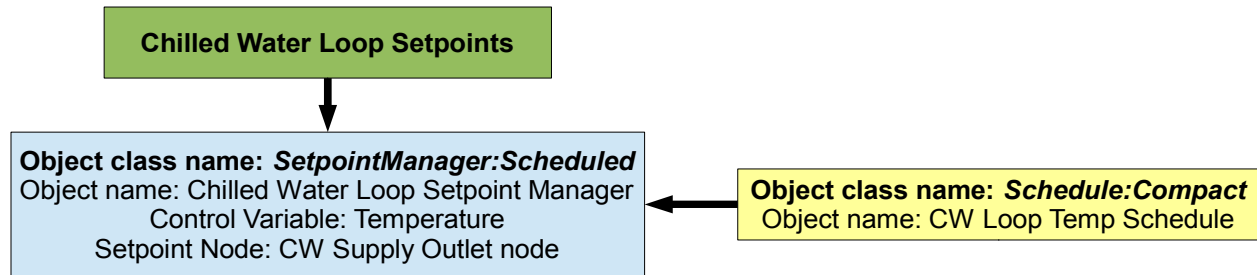 Chilled Water Loop Setpoints
Object class name: SetpointManager:Scheduled
Object name: Chilled Water Loop Setpoint Manager
Control Variable: Temperature
Setpoint Node: CW Supply Outlet node
Object class name: Schedule:Compact
Object name: CW Loop Temp Schedule